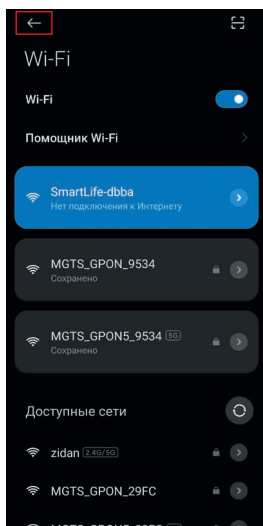 Wi-Fi
Wi-Fi
Помощник Wi-Fi
SmartLife-dbba
Нет подключения к Интернету
MGTS_GPON_9534
Сохранено
MGTS_GPON5_9534 5G
Сохранено
Доступные сети
zidan 2.4G/5G
MGTS_GPON_29FC